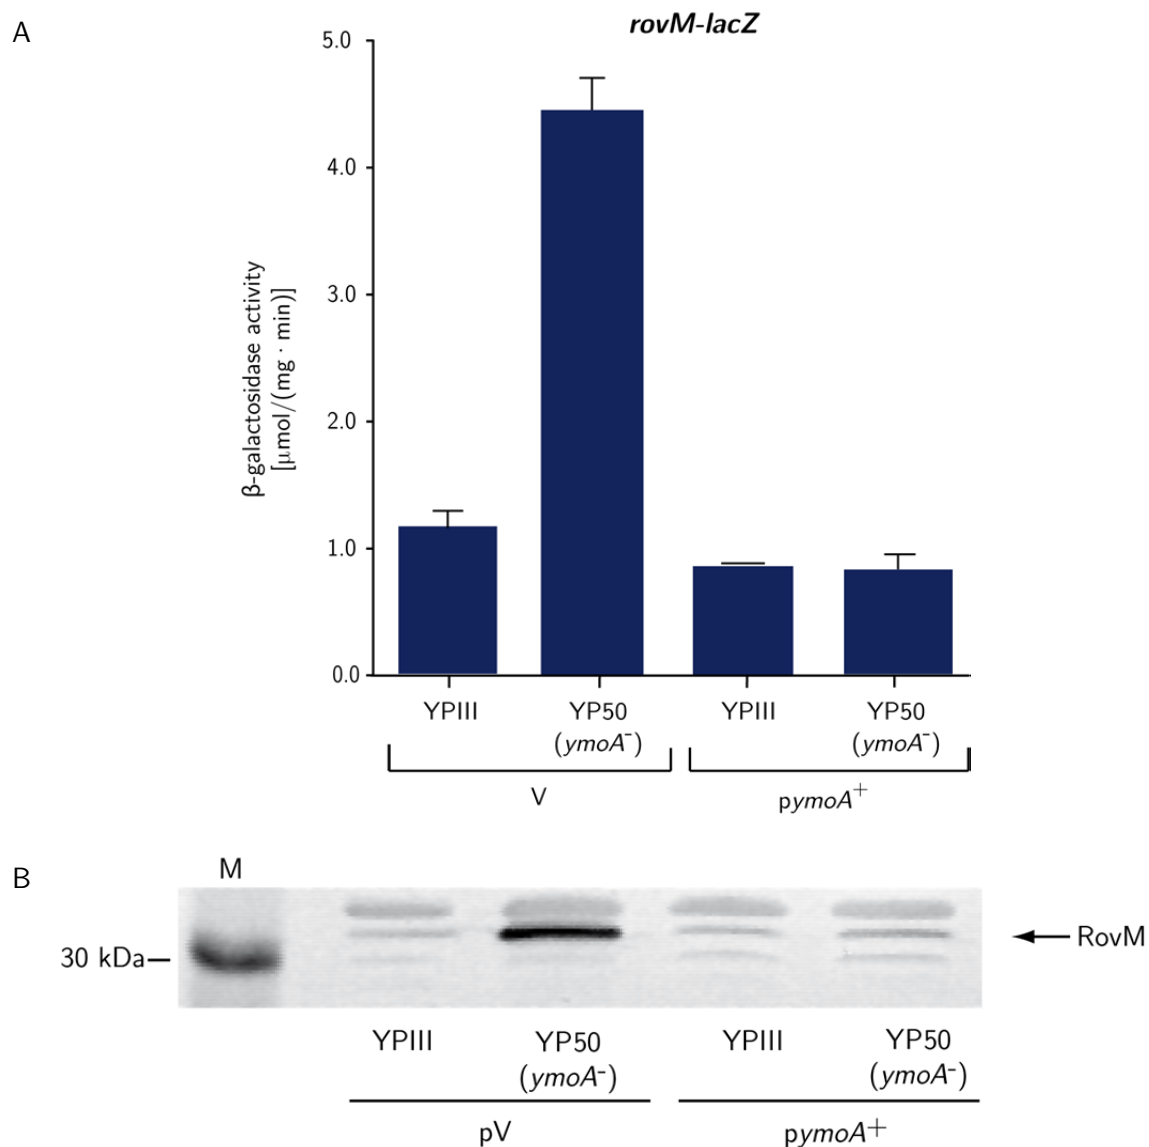 A
rovM-lacZ
β-galactosidase activity
[μmol/(mg · min)]
5.0
4.0
3.0
2.0
1.0
0.0
YPIII YP50 YPIII YP50
(ymoA⁻) (ymoA⁻)
V pymoA⁺
B
M
30 kDa
RovM
YPIII YP50 YPIII YP50
(ymoA⁻) (ymoA⁻)
pV pymoA⁺